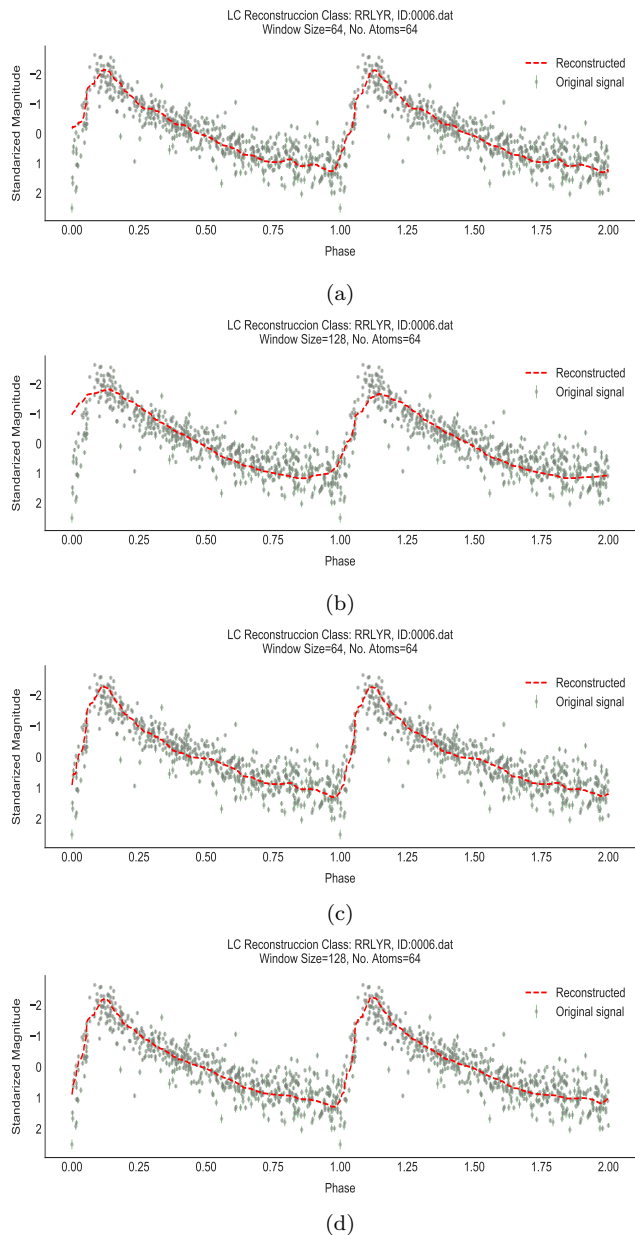 LC Reconstruccion Class: RRLYR, ID:0006.dat
Window Size=64, No. Atoms=64
Reconstructed
Original signal
Standarized Magnitude
−2
−1
0
1
2
0.00 0.25 0.50 0.75 1.00 1.25 1.50 1.75 2.00
Phase
(a)
LC Reconstruccion Class: RRLYR, ID:0006.dat
Window Size=128, No. Atoms=64
Reconstructed
Original signal
Standarized Magnitude
−2
−1
0
1
2
0.00 0.25 0.50 0.75 1.00 1.25 1.50 1.75 2.00
Phase
(b)
LC Reconstruccion Class: RRLYR, ID:0006.dat
Window Size=64, No. Atoms=64
Reconstructed
Original signal
Standarized Magnitude
−2
−1
0
1
2
0.00 0.25 0.50 0.75 1.00 1.25 1.50 1.75 2.00
Phase
(c)
LC Reconstruccion Class: RRLYR, ID:0006.dat
Window Size=128, No. Atoms=64
Reconstructed
Original signal
Standarized Magnitude
−2
−1
0
1
2
0.00 0.25 0.50 0.75 1.00 1.25 1.50 1.75 2.00
Phase
(d)